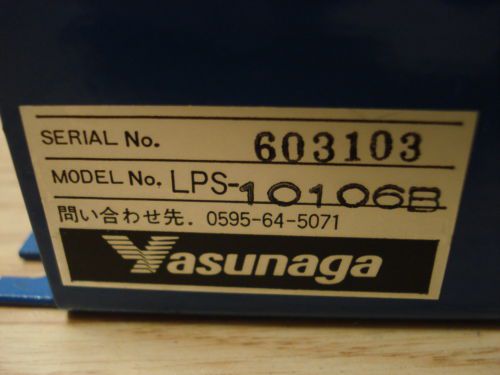 SERIAL No. 603103
MODEL No. LPS-10106B
問い合わせ先. 0595-64-5071
Yasunaga